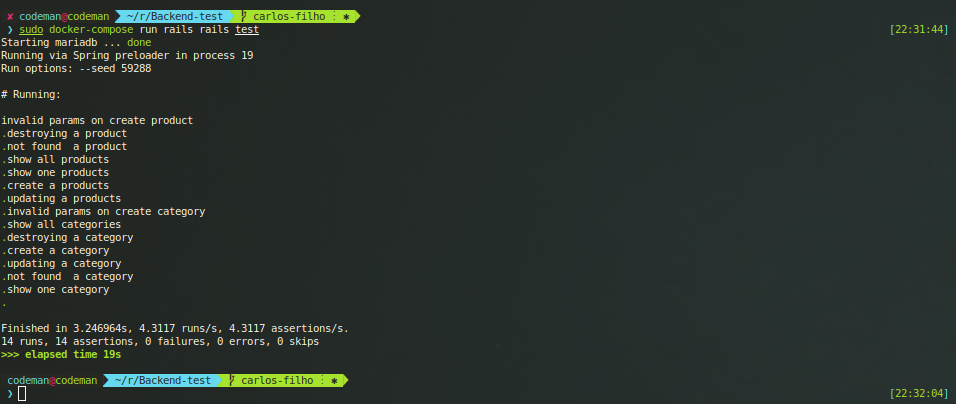 ✘ codeman@codeman ~/r/Backend-test carlos-filho ⋮ ✱
❯ sudo docker-compose run rails rails test [22:31:44]
Starting mariadb ... done
Running via Spring preloader in process 19
Run options: --seed 59288
# Running:
invalid params on create product
.destroying a product
.not found  a product
.show all products
.show one products
.create a products
.updating a products
.invalid params on create category
.show all categories
.destroying a category
.create a category
.updating a category
.not found  a category
.show one category
.
Finished in 3.246964s, 4.3117 runs/s, 4.3117 assertions/s.
14 runs, 14 assertions, 0 failures, 0 errors, 0 skips
>>> elapsed time 19s
codeman@codeman ~/r/Backend-test carlos-filho ⋮ ✱
❯ [22:32:04]